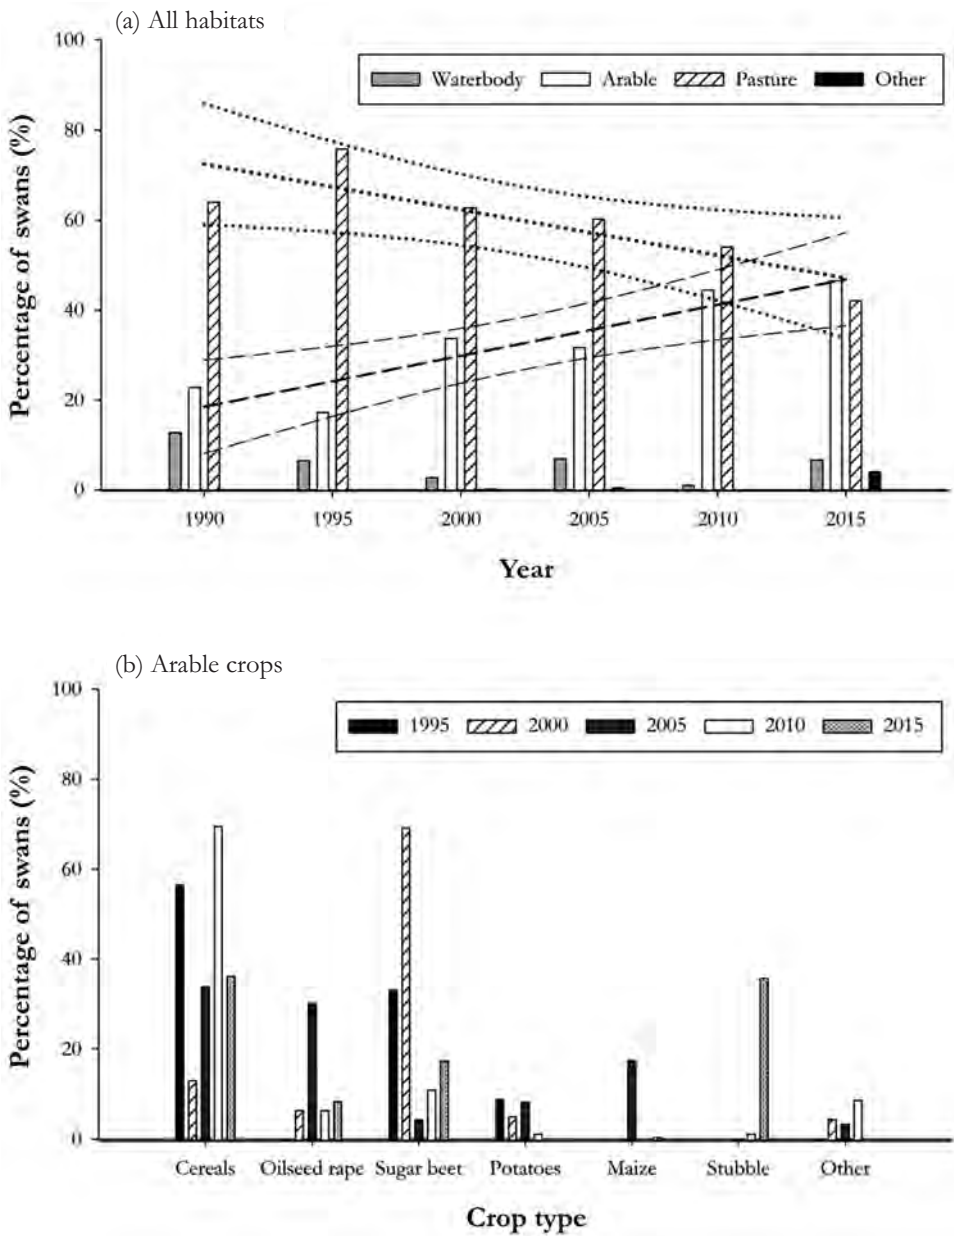 (a) All habitats
100
Waterbody Arable Pasture Other
80
60
40
20
0
Percentage of swans (%)
1990 1995 2000 2005 2010 2015
Year
(b) Arable crops
100
1995 2000 2005 2010 2015
80
60
40
20
0
Percentage of swans (%)
Cereals Oilseed rape Sugar beet Potatoes Maize Stubble Other
Crop type